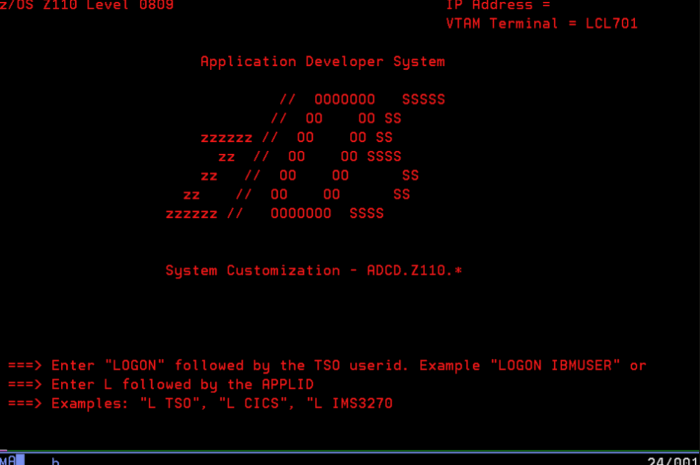 z/OS Z110 Level 0809 IP Address =
VTAM Terminal = LCL701
Application Developer System
// OOOOOOO SSSSS
// OO OO SS
zzzzzz // OO OO SS
zz // OO OO SSSS
zz // OO OO SS
zz // OO OO SS
zzzzzz // OOOOOOO SSSS
System Customization - ADCD.Z110.*
===> Enter "LOGON" followed by the TSO userid. Example "LOGON IBMUSER" or
===> Enter L followed by the APPLID
===> Examples: "L TSO", "L CICS", "L IMS3270
MA b 24/001